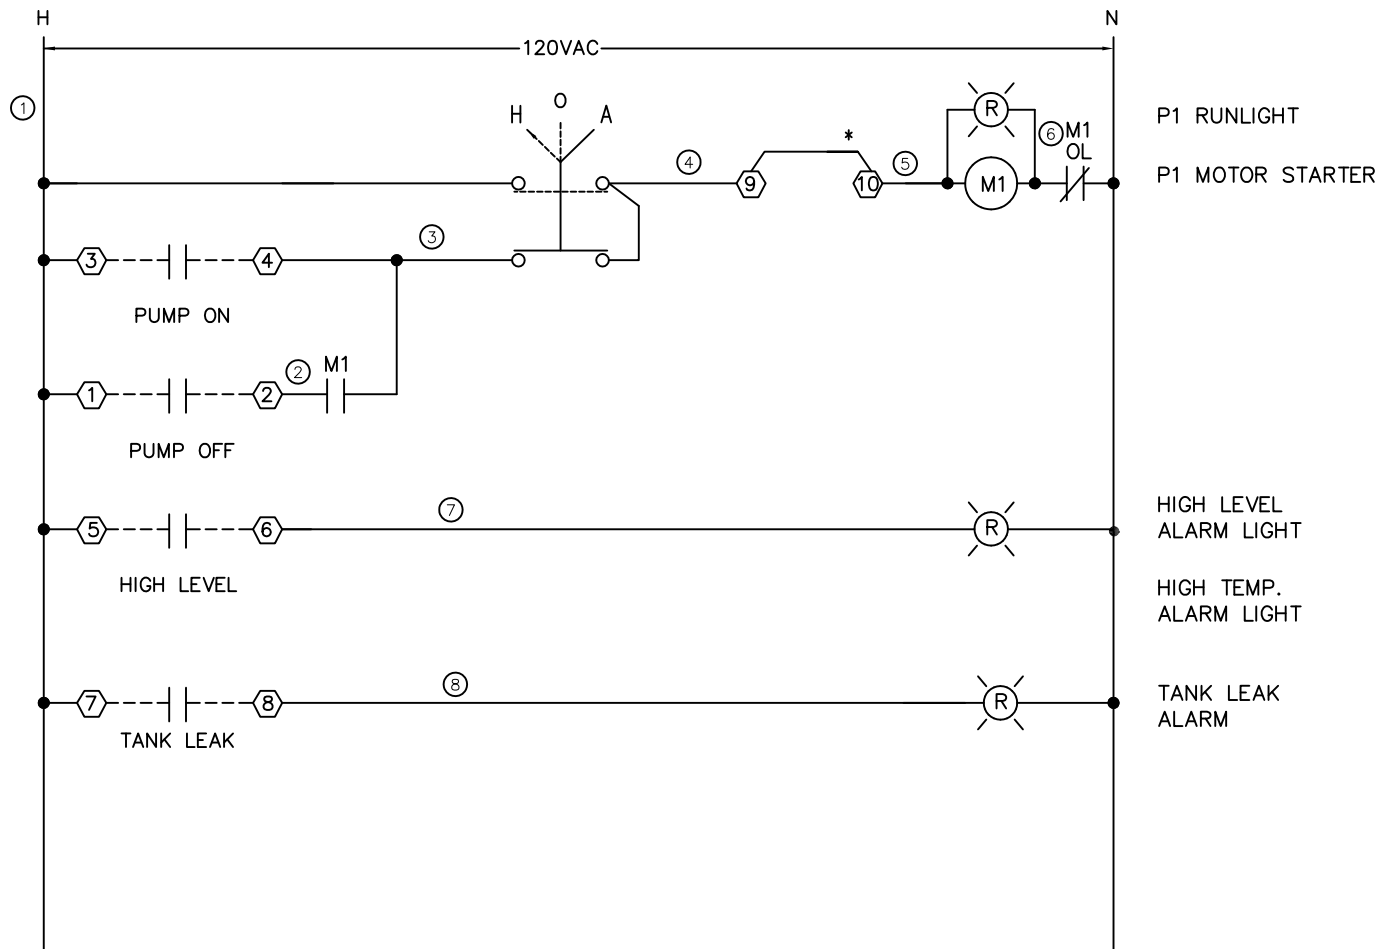 H
N
120VAC
1
H O A
R
6 M1
OL
P1 RUNLIGHT
*
4
9
10
5
M1
P1 MOTOR STARTER
3
4
3
PUMP ON
1
2
2
M1
PUMP OFF
5
6
7
R
HIGH LEVEL
ALARM LIGHT
HIGH LEVEL
HIGH TEMP.
ALARM LIGHT
7
8
8
R
TANK LEAK
ALARM
TANK LEAK